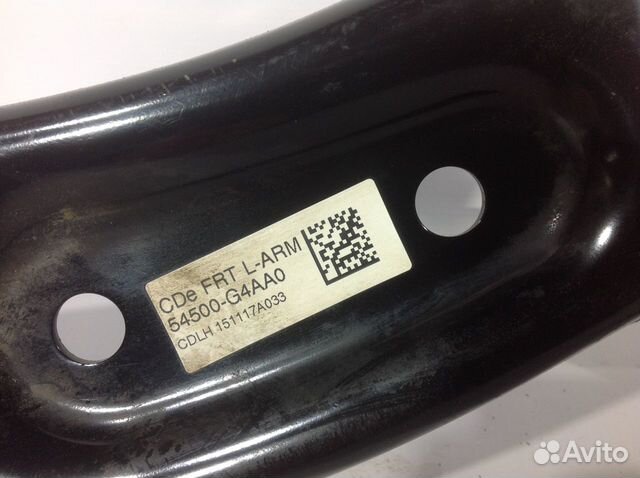 CDe FRT L-ARM
54500-G4AA0
CDLH 151117A033
Avito